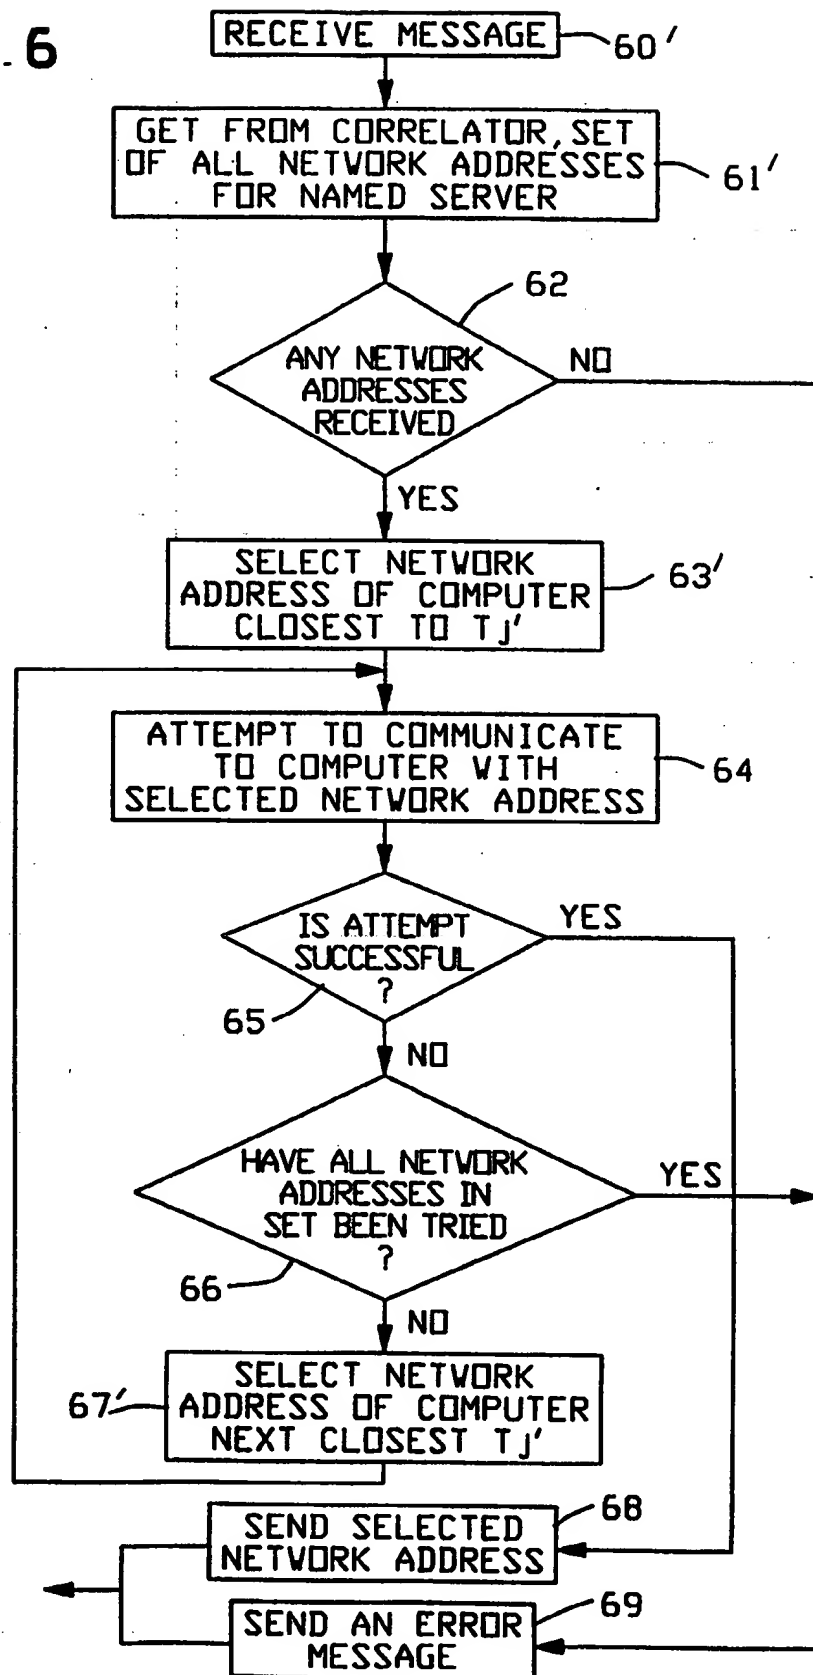 . 6
RECEIVE MESSAGE
60'
GET FROM CORRELATOR, SET
OF ALL NETWORK ADDRESSES
FOR NAMED SERVER
61'
62
ANY NETWORK
ADDRESSES
RECEIVED
NO
YES
SELECT NETWORK
ADDRESS OF COMPUTER
CLOSEST TO Tj'
63'
ATTEMPT TO COMMUNICATE
TO COMPUTER WITH
SELECTED NETWORK ADDRESS
64
IS ATTEMPT
SUCCESSFUL
?
YES
65
NO
HAVE ALL NETWORK
ADDRESSES IN
SET BEEN TRIED
?
YES
66
NO
SELECT NETWORK
ADDRESS OF COMPUTER
NEXT CLOSEST Tj'
67'
SEND SELECTED
NETWORK ADDRESS
68
SEND AN ERROR
MESSAGE
69